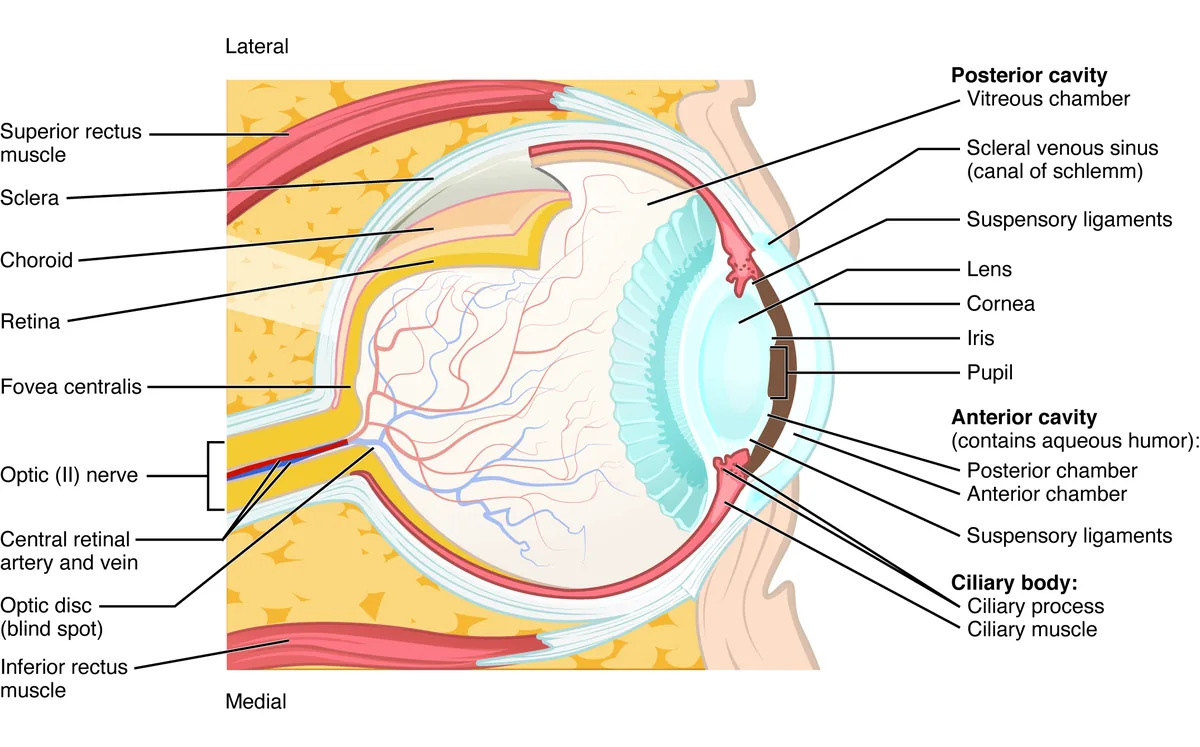 Lateral
Superior rectus
muscle
Sclera
Choroid
Retina
Fovea centralis
Optic (II) nerve
Central retinal
artery and vein
Optic disc
(blind spot)
Inferior rectus
muscle
Medial
Posterior cavity
Vitreous chamber
Scleral venous sinus
(canal of schlemm)
Suspensory ligaments
Lens
Cornea
Iris
Pupil
Anterior cavity
(contains aqueous humor):
Posterior chamber
Anterior chamber
Suspensory ligaments
Ciliary body:
Ciliary process
Ciliary muscle